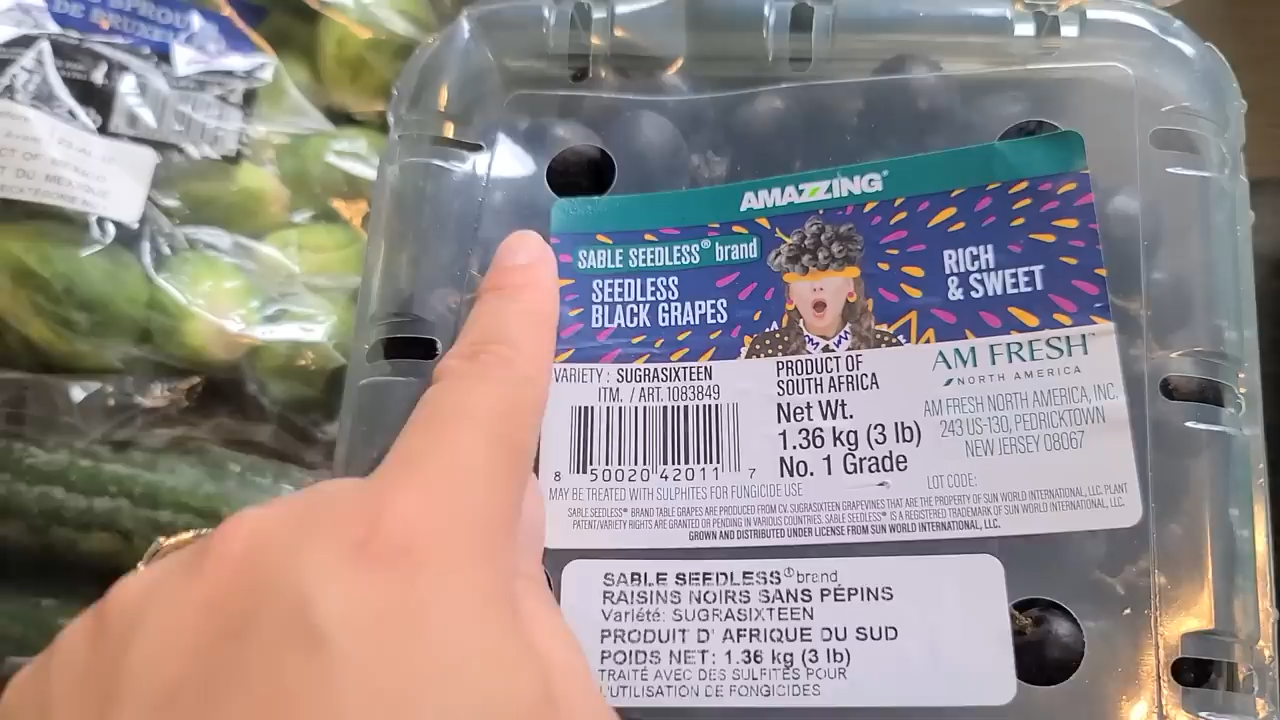 SPROU
DE BRUXEL
DU MEXIQUE
AMAZZING®
SABLE SEEDLESS® brand
SEEDLESS
BLACK GRAPES
RICH
& SWEET
VARIETY : SUGRASIXTEEN
ITM. / ART. 1083849
8 50020 42011 7
PRODUCT OF
SOUTH AFRICA
Net Wt.
1.36 kg (3 lb)
No. 1 Grade
AM FRESH™
NORTH AMERICA
AM FRESH NORTH AMERICA, INC.
243 US-130, PEDRICKTOWN
NEW JERSEY 08067
LOT CODE:
MAY BE TREATED WITH SULPHITES FOR FUNGICIDE USE
SABLE SEEDLESS® BRAND TABLE GRAPES ARE PRODUCED FROM CV. SUGRASIXTEEN GRAPEVINES THAT ARE THE PROPERTY OF SUN WORLD INTERNATIONAL, LLC. PLANT
PATENT/VARIETY RIGHTS ARE GRANTED OR PENDING IN VARIOUS COUNTRIES. SABLE SEEDLESS® IS A REGISTERED TRADEMARK OF SUN WORLD INTERNATIONAL, LLC.
GROWN AND DISTRIBUTED UNDER LICENSE FROM SUN WORLD INTERNATIONAL, LLC.
SABLE SEEDLESS® brand
RAISINS NOIRS SANS PÉPINS
Variété: SUGRASIXTEEN
PRODUIT D' AFRIQUE DU SUD
POIDS NET: 1.36 kg (3 lb)
TRAITÉ AVEC DES SULFITES POUR
L'UTILISATION DE FONGICIDES